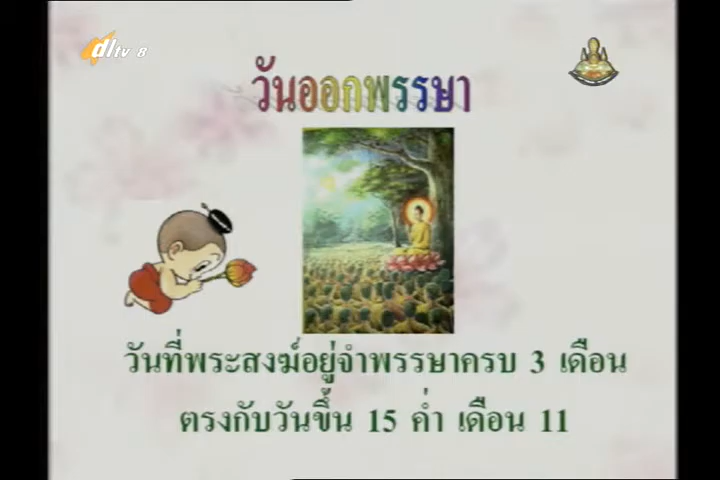 dltv 8
วันออกพรรษา
วันที่พระสงฆ์อยู่จำพรรษาครบ 3 เดือน
ตรงกับวันขึ้น 15 ค่ำ เดือน 11